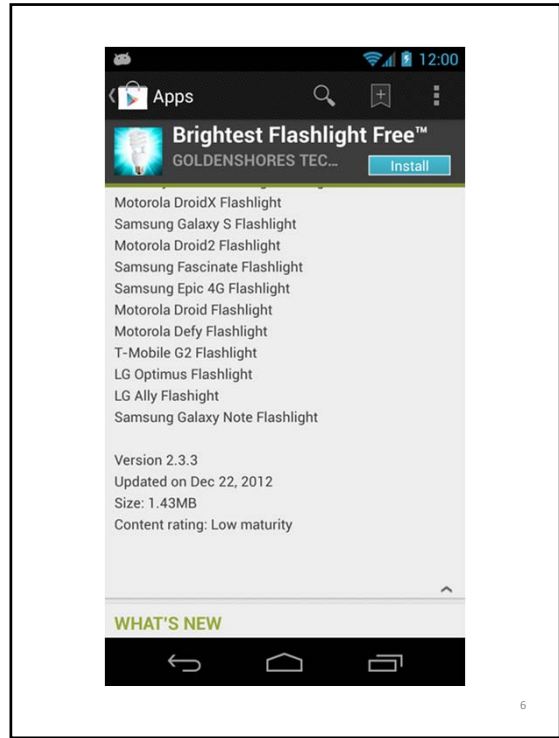 12:00
Apps
Brightest Flashlight Free™
GOLDENSHORES TEC...
Install
Motorola DroidX Flashlight
Samsung Galaxy S Flashlight
Motorola Droid2 Flashlight
Samsung Fascinate Flashlight
Samsung Epic 4G Flashlight
Motorola Droid Flashlight
Motorola Defy Flashlight
T-Mobile G2 Flashlight
LG Optimus Flashlight
LG Ally Flashight
Samsung Galaxy Note Flashlight
Version 2.3.3
Updated on Dec 22, 2012
Size: 1.43MB
Content rating: Low maturity
WHAT'S NEW
6